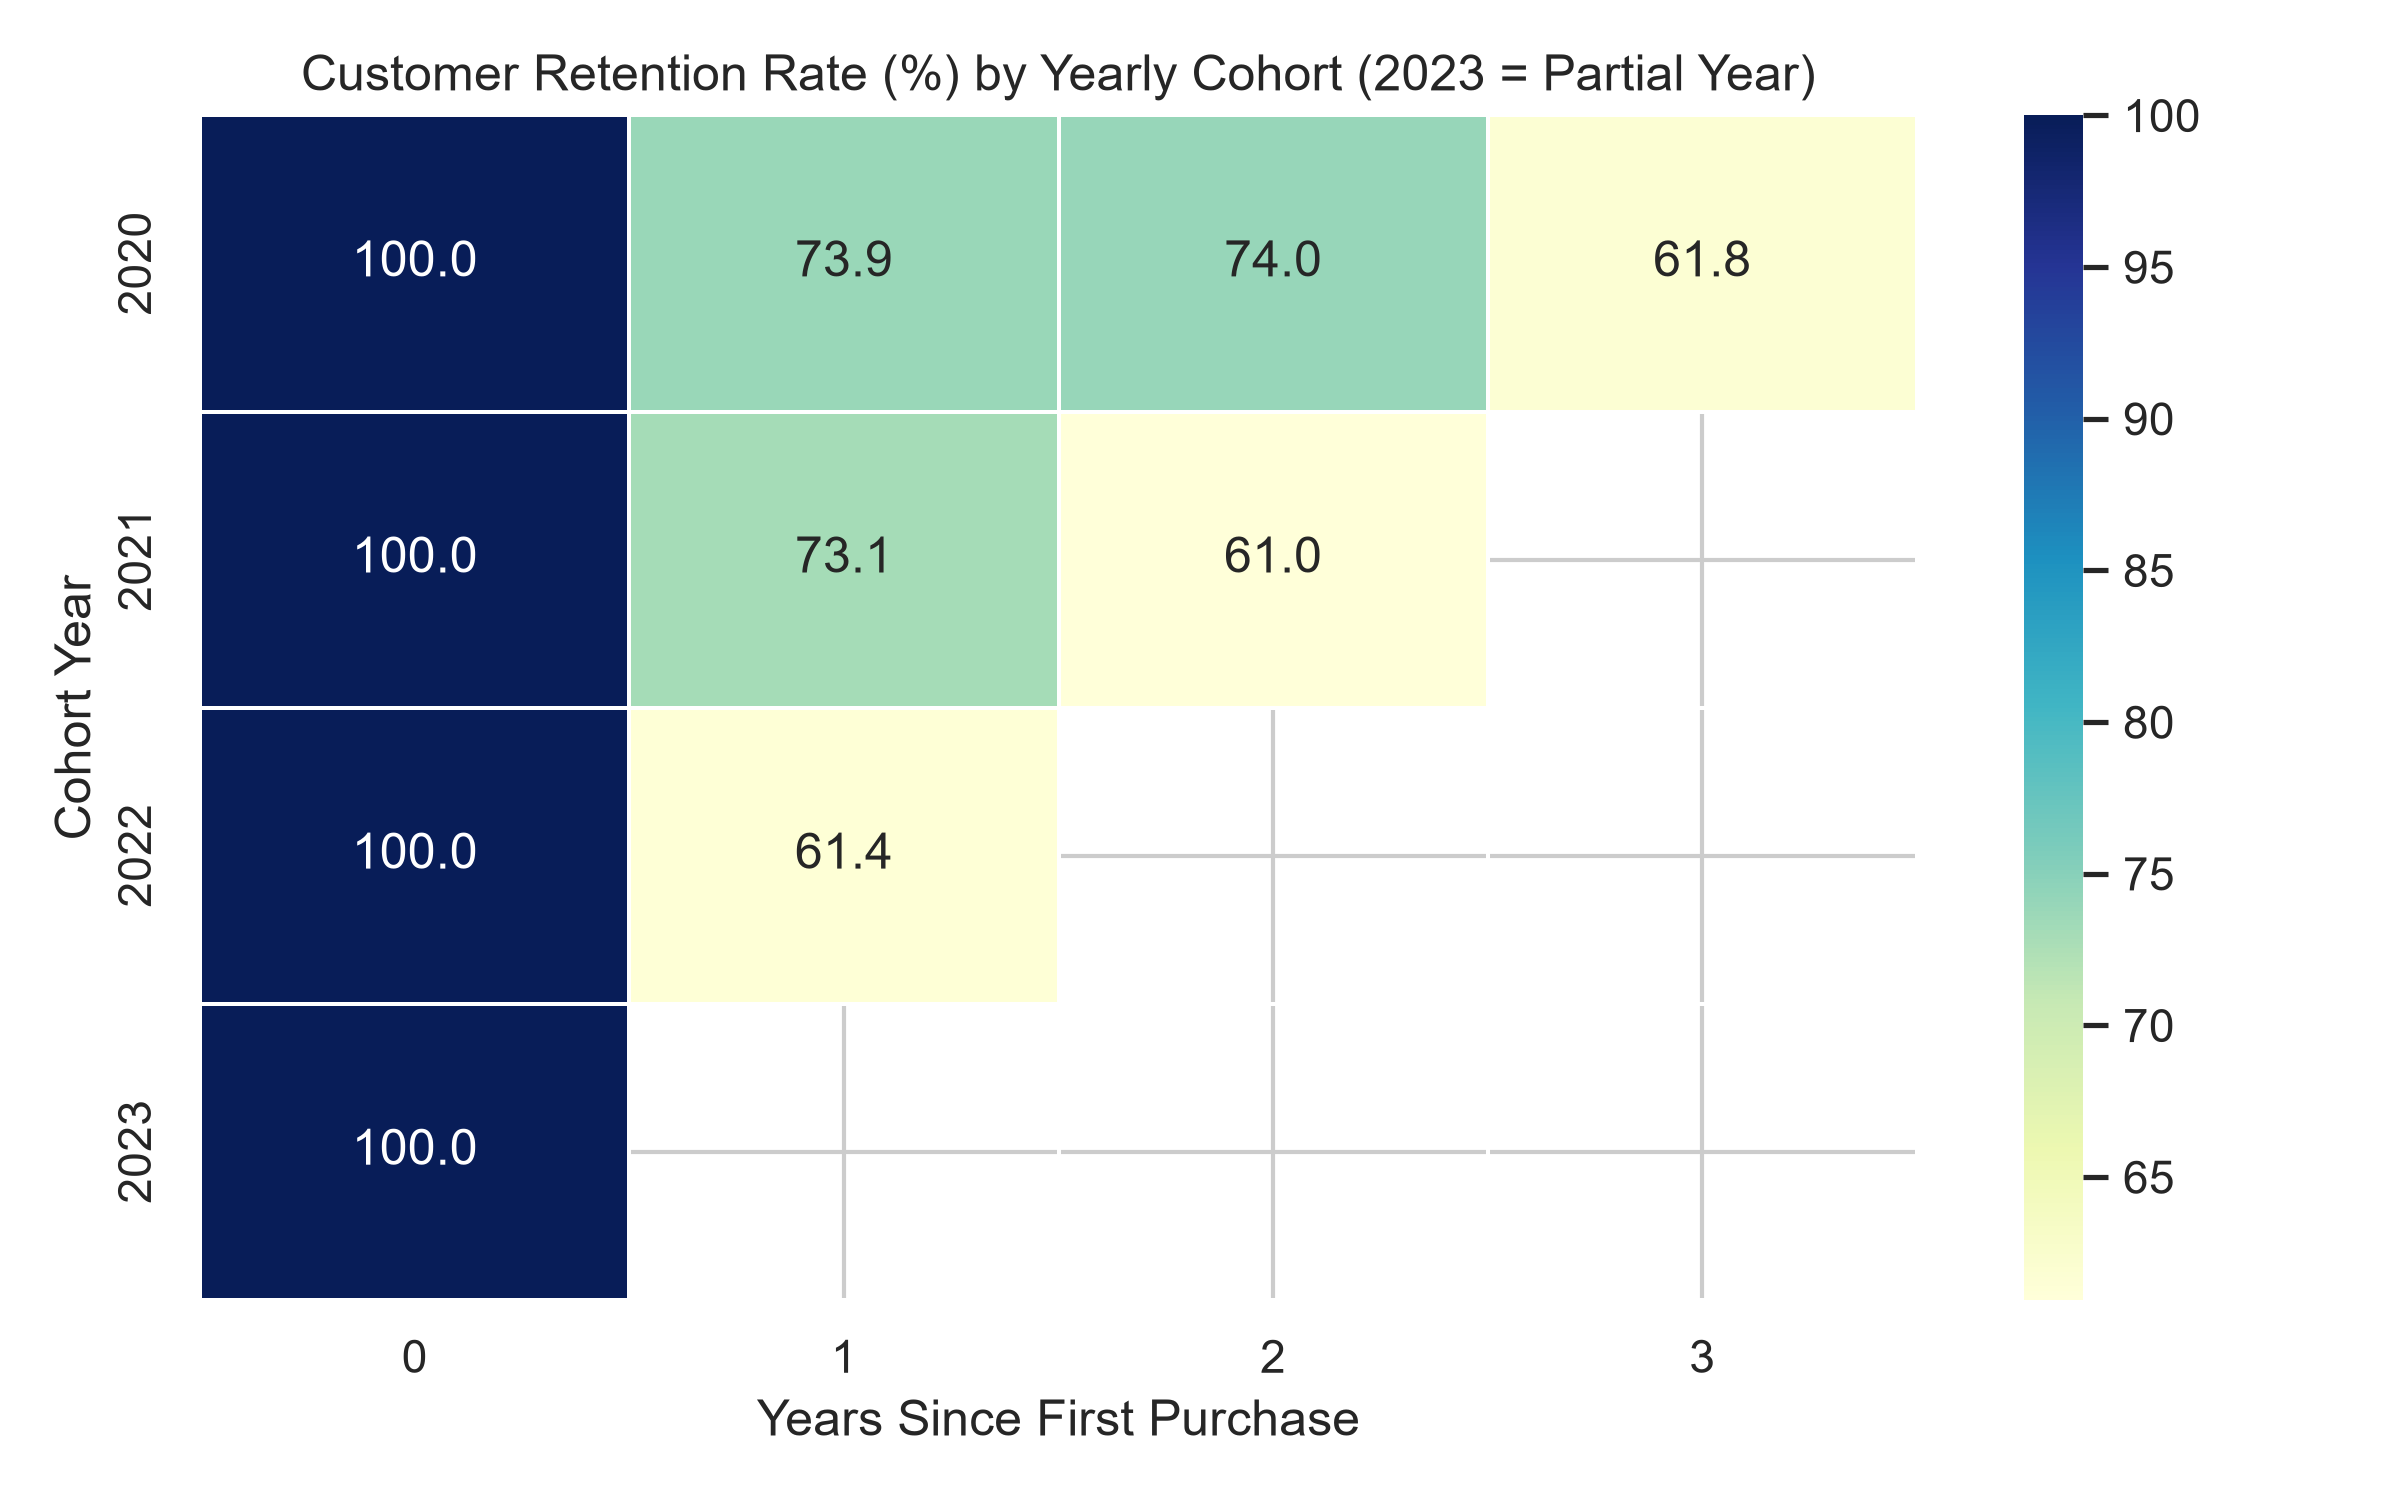 Customer Retention Rate (%) by Yearly Cohort (2023 = Partial Year)
Cohort Year
2020
100.0 73.9 74.0 61.8
2021
100.0 73.1 61.0
2022
100.0 61.4
2023
100.0
0 1 2 3
Years Since First Purchase
100
95
90
85
80
75
70
65